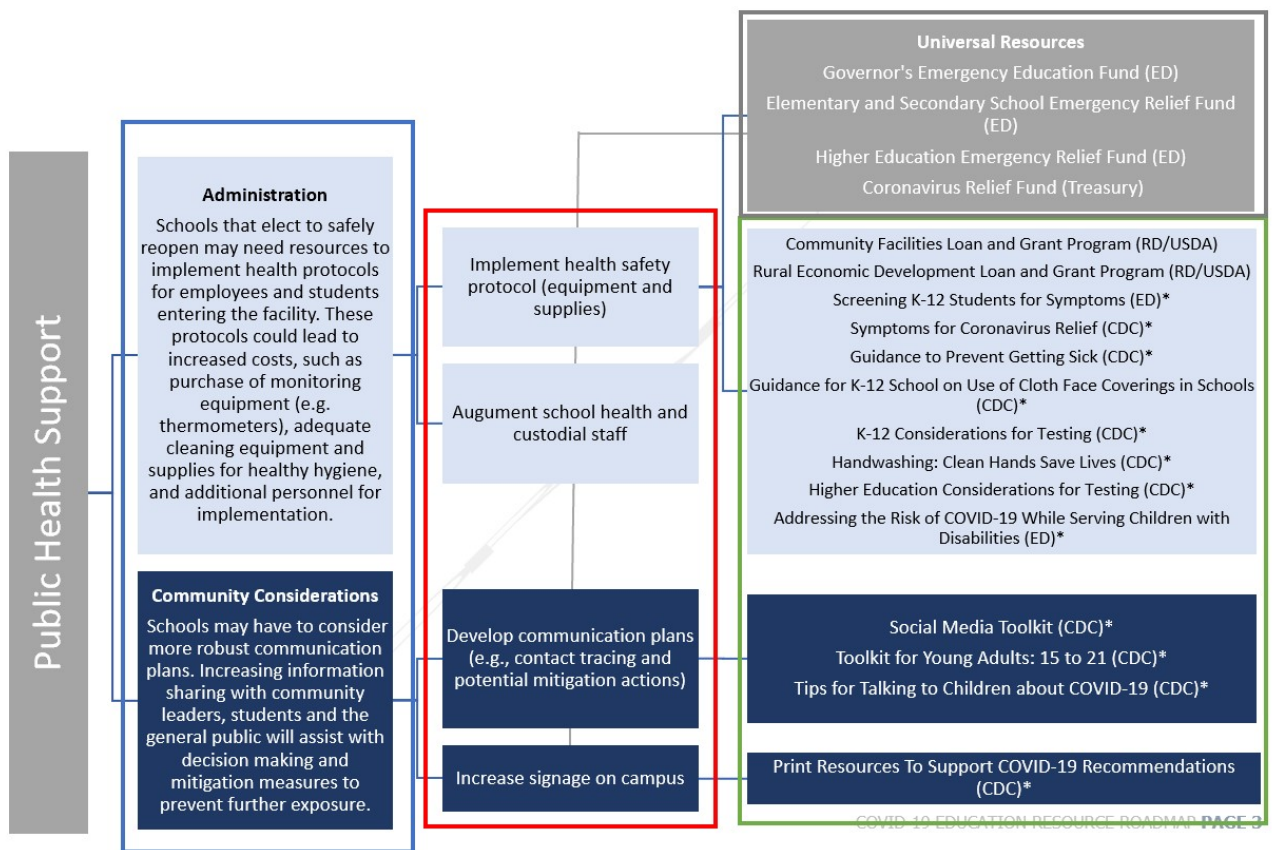 Public Health Support
Administration
Schools that elect to safely
reopen may need resources to
implement health protocols
for employees and students
entering the facility. These
protocols could lead to
increased costs, such as
purchase of monitoring
equipment (e.g.
thermometers), adequate
cleaning equipment and
supplies for healthy hygiene,
and additional personnel for
implementation.
Community Considerations
Schools may have to consider
more robust communication
plans. Increasing information
sharing with community
leaders, students and the
general public will assist with
decision making and
mitigation measures to
prevent further exposure.
Implement health safety
protocol (equipment and
supplies)
Augument school health and
custodial staff
Develop communication plans
(e.g., contact tracing and
potential mitigation actions)
Increase signage on campus
Universal Resources
Governor's Emergency Education Fund (ED)
Elementary and Secondary School Emergency Relief Fund
(ED)
Higher Education Emergency Relief Fund (ED)
Coronavirus Relief Fund (Treasury)
Community Facilities Loan and Grant Program (RD/USDA)
Rural Economic Development Loan and Grant Program (RD/USDA)
Screening K-12 Students for Symptoms (ED)*
Symptoms for Coronavirus Relief (CDC)*
Guidance to Prevent Getting Sick (CDC)*
Guidance for K-12 School on Use of Cloth Face Coverings in Schools
(CDC)*
K-12 Considerations for Testing (CDC)*
Handwashing: Clean Hands Save Lives (CDC)*
Higher Education Considerations for Testing (CDC)*
Addressing the Risk of COVID-19 While Serving Children with
Disabilities (ED)*
Social Media Toolkit (CDC)*
Toolkit for Young Adults: 15 to 21 (CDC)*
Tips for Talking to Children about COVID-19 (CDC)*
Print Resources To Support COVID-19 Recommendations
(CDC)*
COVID-19 EDUCATION RESOURCE ROADMAP PAGE 3